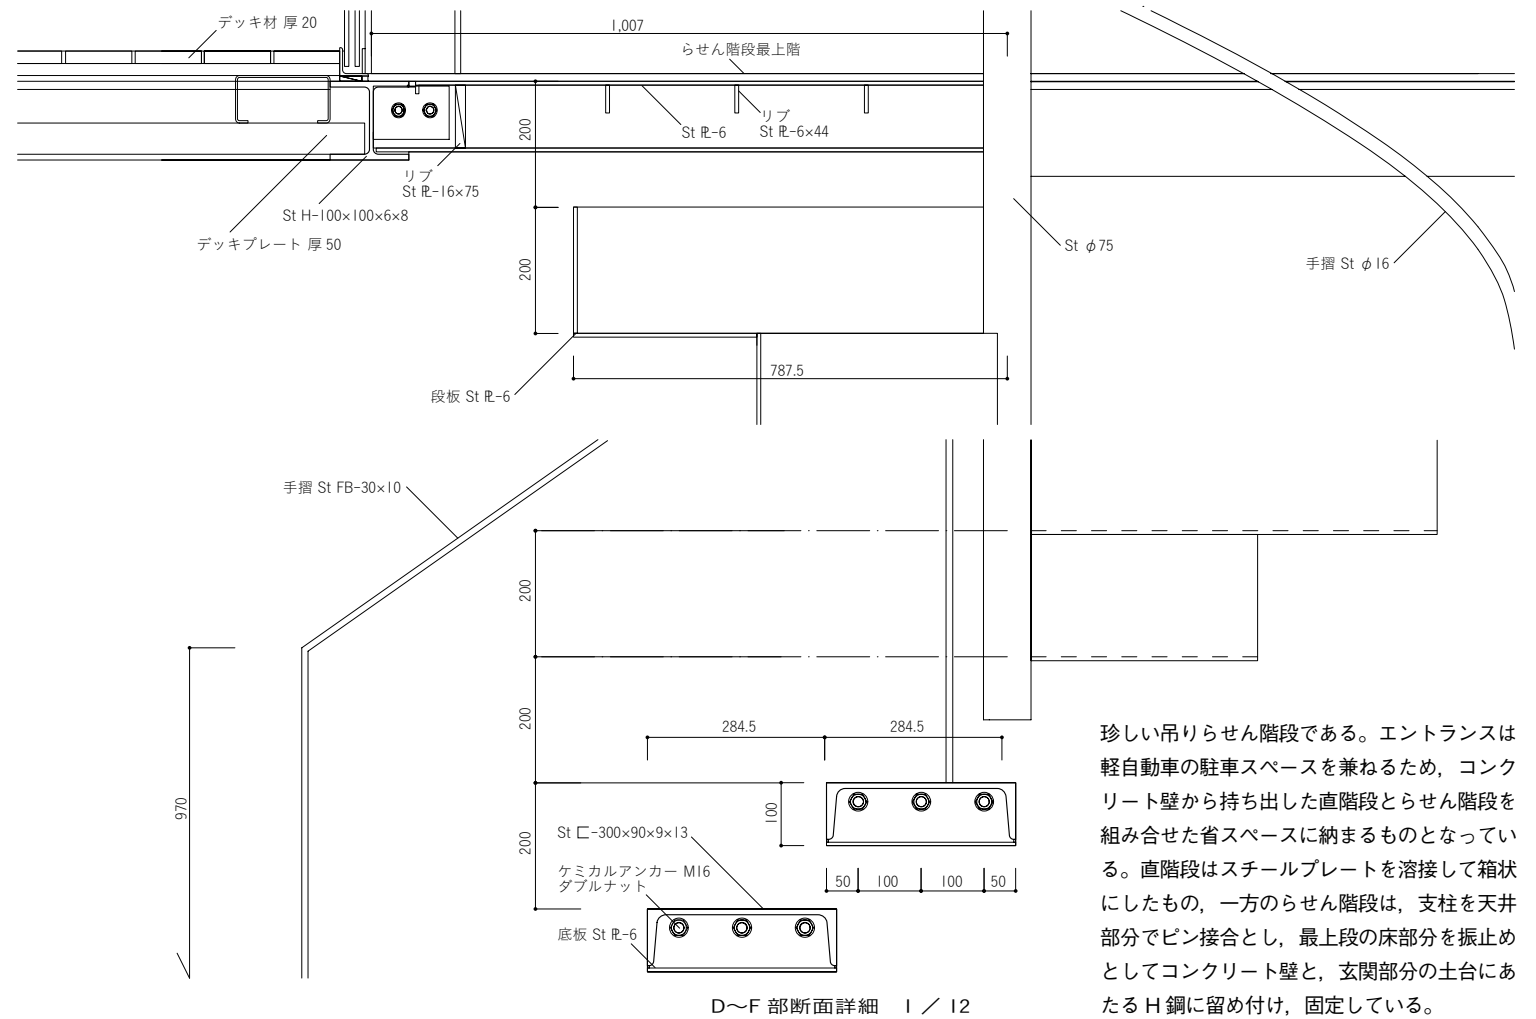 デッキ材 厚 20
1,007
らせん階段最上階
200
St PL-6
リブ
St PL-6×44
リブ
St PL-16×75
St H-100×100×6×8
デッキプレート 厚 50
St φ75
手摺 St φ16
200
787.5
段板 St PL-6
手摺 St FB-30×10
200
200
284.5
284.5
970
100
200
St ㄷ-300×90×9×13
ケミカルアンカー M16
ダブルナット
50
100
100
50
底板 St PL-6
D〜F 部断面詳細 1 / 12
珍しい吊りらせん階段である。エントランスは
軽自動車の駐車スペースを兼ねるため，コンク
リート壁から持ち出した直階段とらせん階段を
組み合せた省スペースに納まるものとなってい
る。直階段はスチールプレートを溶接して箱状
にしたもの，一方のらせん階段は，支柱を天井
部分でピン接合とし，最上段の床部分を振止め
としてコンクリート壁と，玄関部分の土台にあ
たる H 鋼に留め付け，固定している。